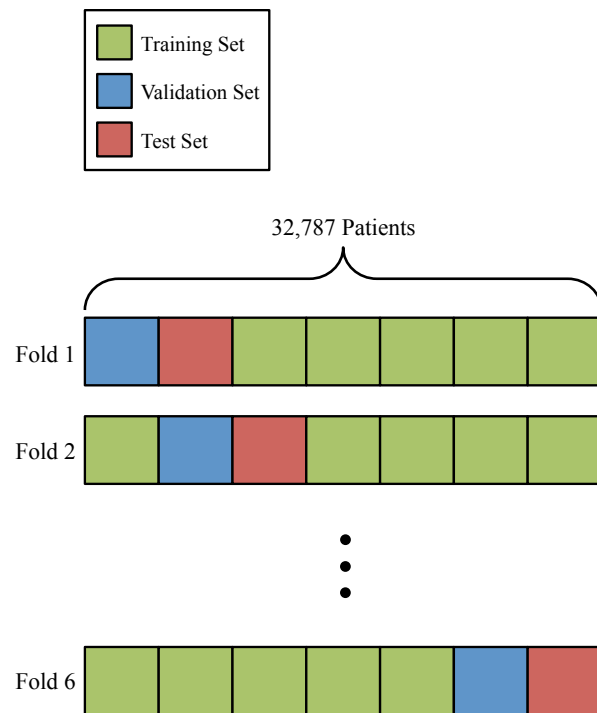 Training Set
Validation Set
Test Set
32,787 Patients
Fold 1
Fold 2
Fold 6